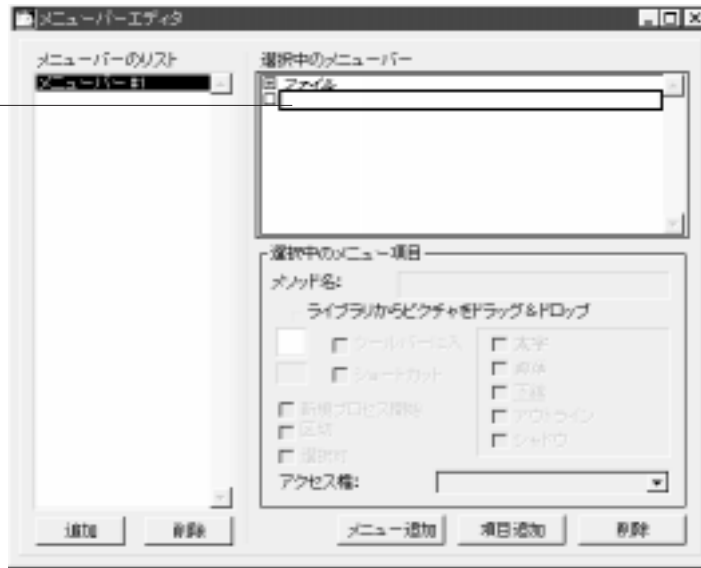 メニューバーエディタ
メニューバーのリスト
選択中のメニューバー
メニューバー #1
ファイル
選択中のメニュー項目
メソッド名:
ライブラリからピクチャをドラッグ&ドロップ
ツールバーに入
太字
ショートカット
斜体
下線
新規プロセス開始
アウトライン
区切
シャドウ
選択可
アクセス権:
追加
削除
メニュー追加
項目追加
削除